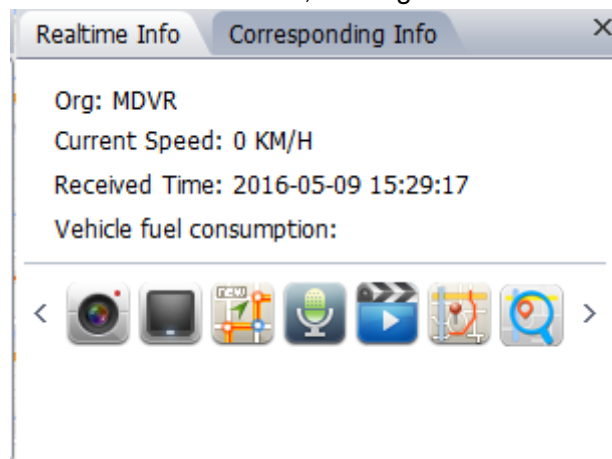 Realtime Info
Corresponding Info
Org: MDVR
Current Speed: 0 KM/H
Received Time: 2016-05-09 15:29:17
Vehicle fuel consumption:
new